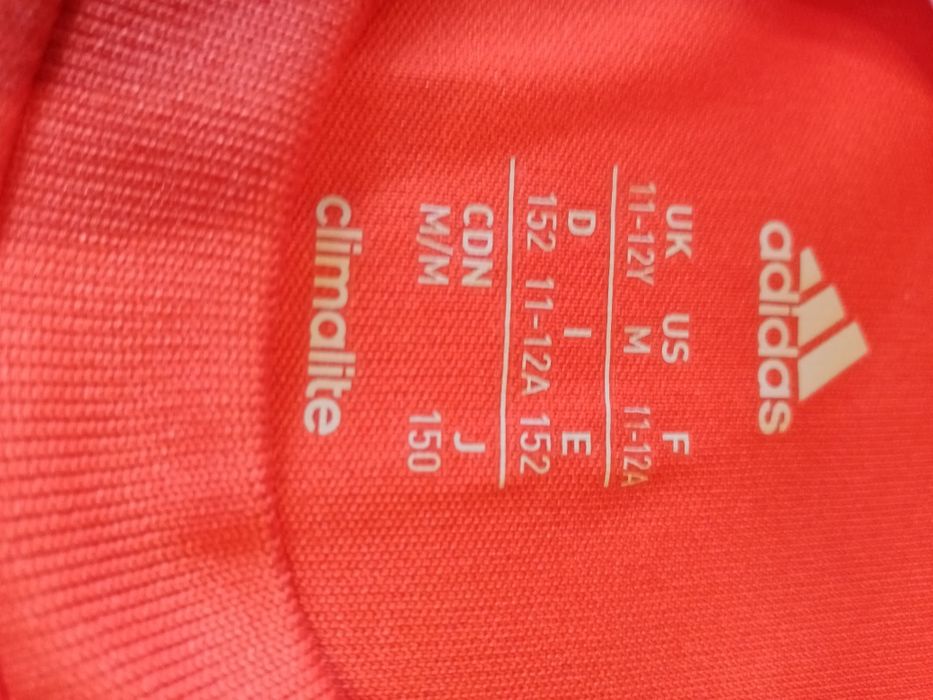 adidas
UK US F
11-12Y M 11-12A
D I E
152 11-12A 152
CDN J
M/M 150
climalite